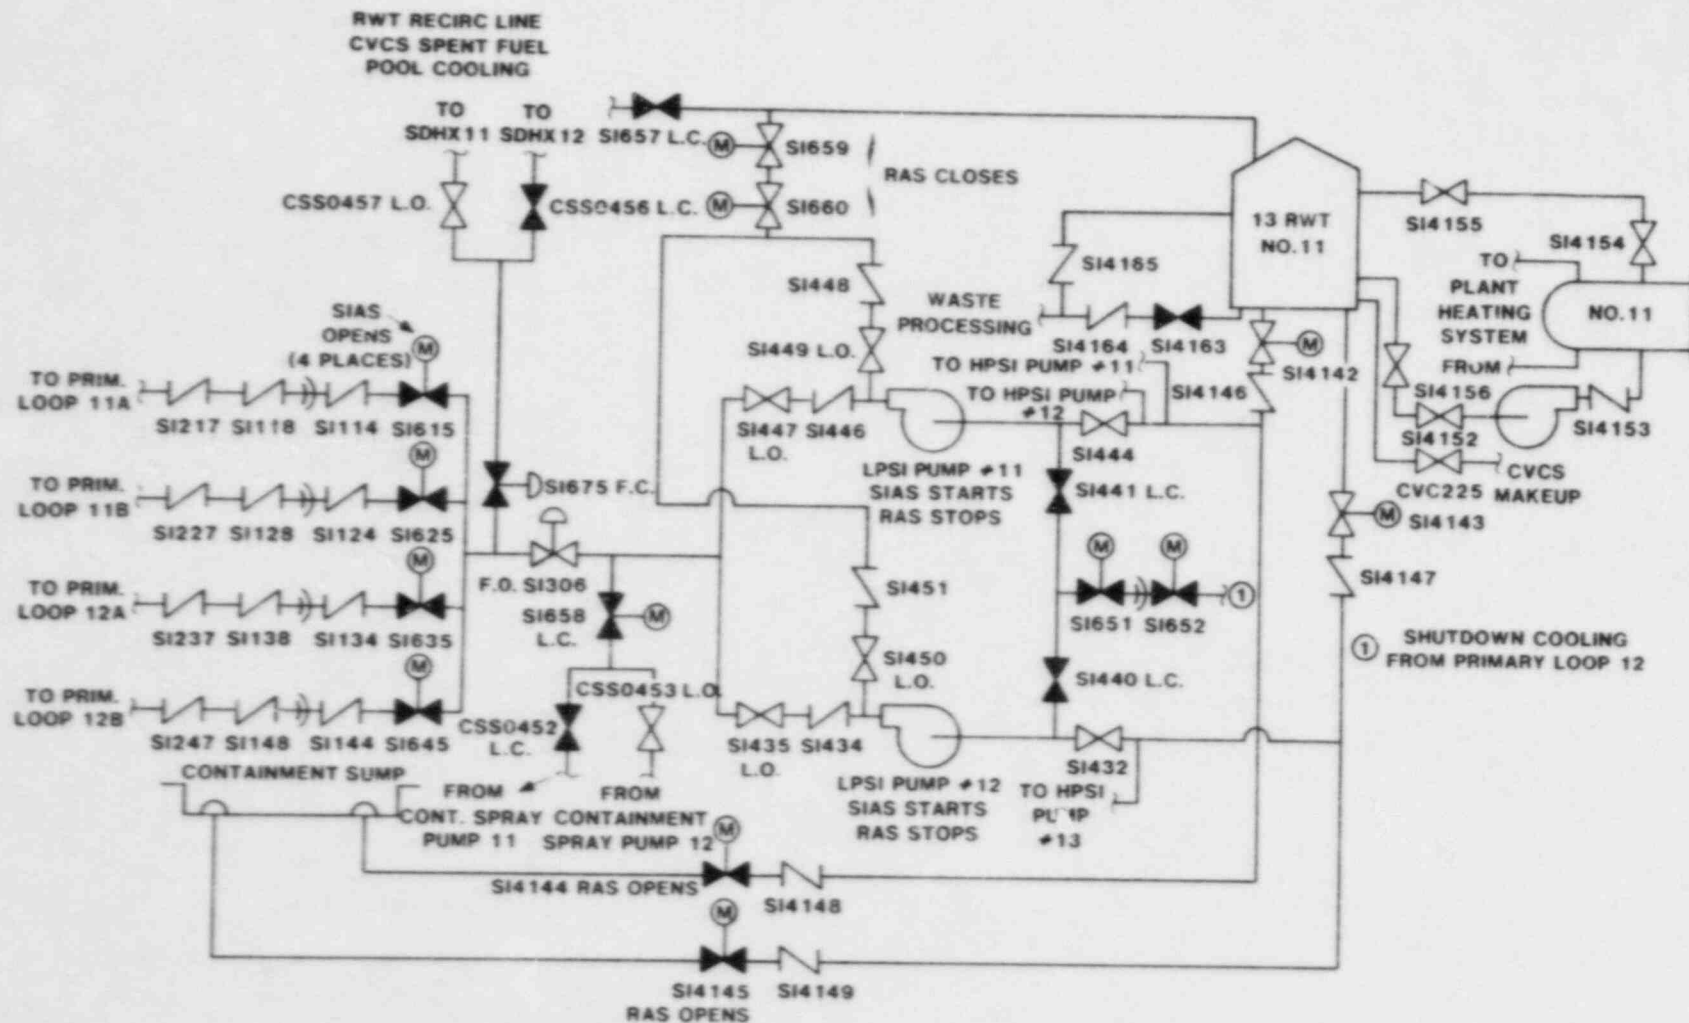 RWT RECIRC LINE
CVCS SPENT FUEL
POOL COOLING
TO
SDHX11
TO
SDHX12
SI657 L.C.
M
SI659
RAS CLOSES
CSS0457 L.O.
CSS0456 L.C.
M
SI660
13 RWT
NO.11
SI4155
SI4154
SI4165
SI448
TO
PLANT
HEATING
SYSTEM
FROM
NO.11
WASTE
PROCESSING
SI4164
SI4163
M
SI4142
SIAS
OPENS
(4 PLACES)
M
SI449 L.O.
TO HPSI PUMP #11
TO HPSI PUMP
#12
SI4146
SI4156
SI4152
SI4153
TO PRIM.
LOOP 11A
SI217
SI118
SI114
SI615
SI447
L.O.
SI446
SI444
CVC225
CVCS
MAKEUP
M
LPSI PUMP #11
SIAS STARTS
RAS STOPS
SI441 L.C.
M
SI4143
TO PRIM.
LOOP 11B
SI227
SI128
SI124
SI625
SI675 F.C.
M
F.O. SI306
M
M
SI451
SI651
SI652
1
SI4147
TO PRIM.
LOOP 12A
SI237
SI138
SI134
SI635
SI658
L.C.
M
1
SHUTDOWN COOLING
FROM PRIMARY LOOP 12
M
SI450
L.O.
SI440 L.C.
TO PRIM.
LOOP 12B
SI247
SI148
SI144
SI645
CSS0453 L.O.
CSS0452
L.C.
SI435
L.O.
SI434
SI432
CONTAINMENT SUMP
FROM
CONT. SPRAY
PUMP 11
FROM
CONTAINMENT
SPRAY PUMP 12
M
LPSI PUMP #12
SIAS STARTS
RAS STOPS
TO HPSI
PUMP
#13
SI4144 RAS OPENS
SI4148
M
SI4145
RAS OPENS
SI4149